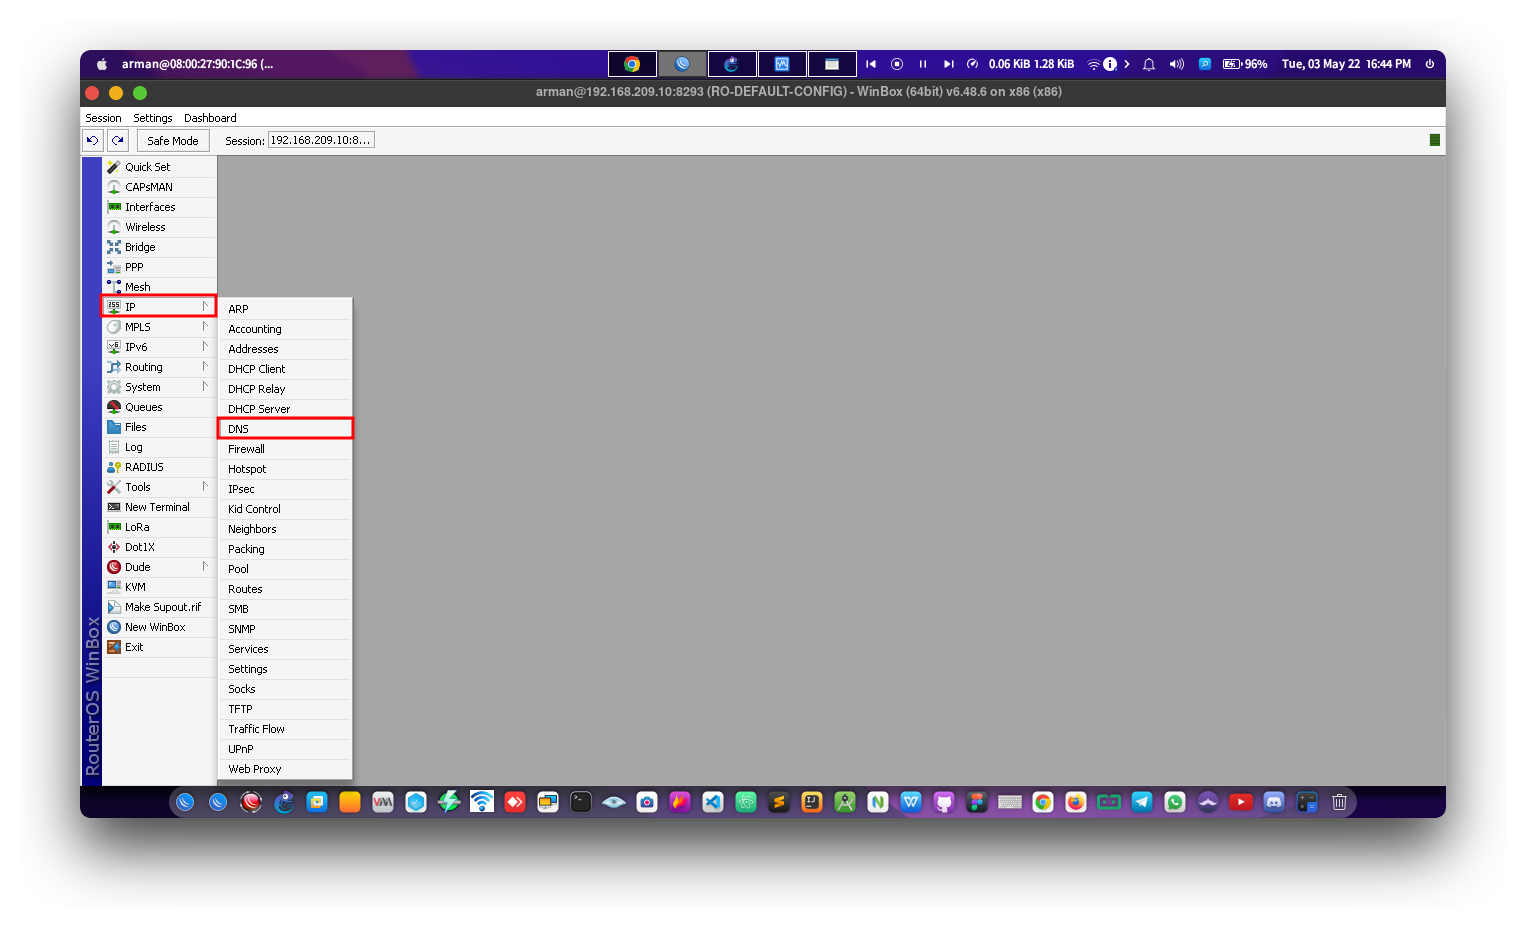 arman@08:00:27:90:1C:96 (...
0.06 KiB 1.28 KiB
96%
Tue, 03 May 22 16:44 PM
arman@192.168.209.10:8293 (RO-DEFAULT-CONFIG) - WinBox (64bit) v6.48.6 on x86 (x86)
Session Settings Dashboard
Safe Mode Session: 192.168.209.10:8...
Quick Set
CAPsMAN
Interfaces
Wireless
Bridge
PPP
Mesh
IP
MPLS
IPv6
Routing
System
Queues
Files
Log
RADIUS
Tools
New Terminal
LoRa
Dot1X
Dude
KVM
Make Supout.rif
New WinBox
Exit
RouterOS WinBox
ARP
Accounting
Addresses
DHCP Client
DHCP Relay
DHCP Server
DNS
Firewall
Hotspot
IPsec
Kid Control
Neighbors
Packing
Pool
Routes
SMB
SNMP
Services
Settings
Socks
TFTP
Traffic Flow
UPnP
Web Proxy